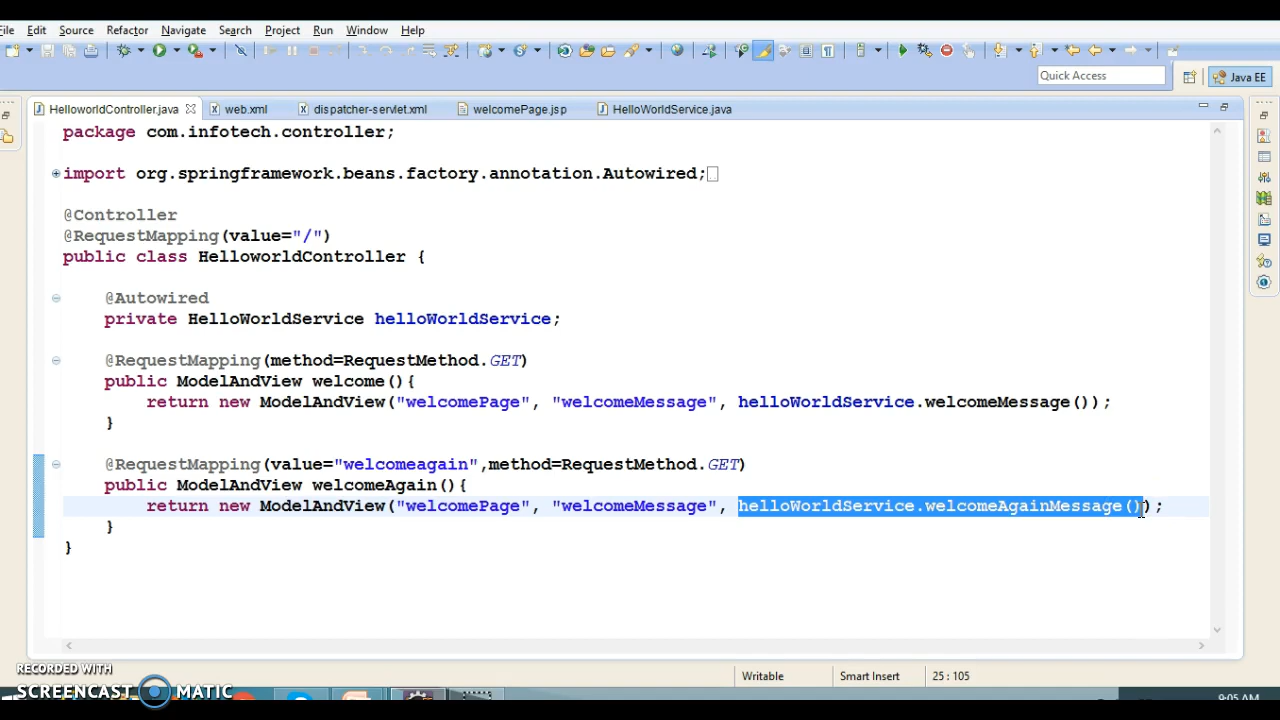 File Edit Source Refactor Navigate Search Project Run Window Help
Quick Access
Java EE
HelloworldController.java web.xml dispatcher-servlet.xml welcomePage.jsp HelloWorldService.java
package com.infotech.controller;
import org.springframework.beans.factory.annotation.Autowired;
@Controller
@RequestMapping(value="/")
public class HelloworldController {
@Autowired
private HelloWorldService helloWorldService;
@RequestMapping(method=RequestMethod.GET)
public ModelAndView welcome(){
return new ModelAndView("welcomePage", "welcomeMessage", helloWorldService.welcomeMessage());
}
@RequestMapping(value="welcomeagain",method=RequestMethod.GET)
public ModelAndView welcomeAgain(){
return new ModelAndView("welcomePage", "welcomeMessage", helloWorldService.welcomeAgainMessage());
}
}
Writable Smart Insert 25 : 105
RECORDED WITH
SCREENCAST MATIC
9:05 AM